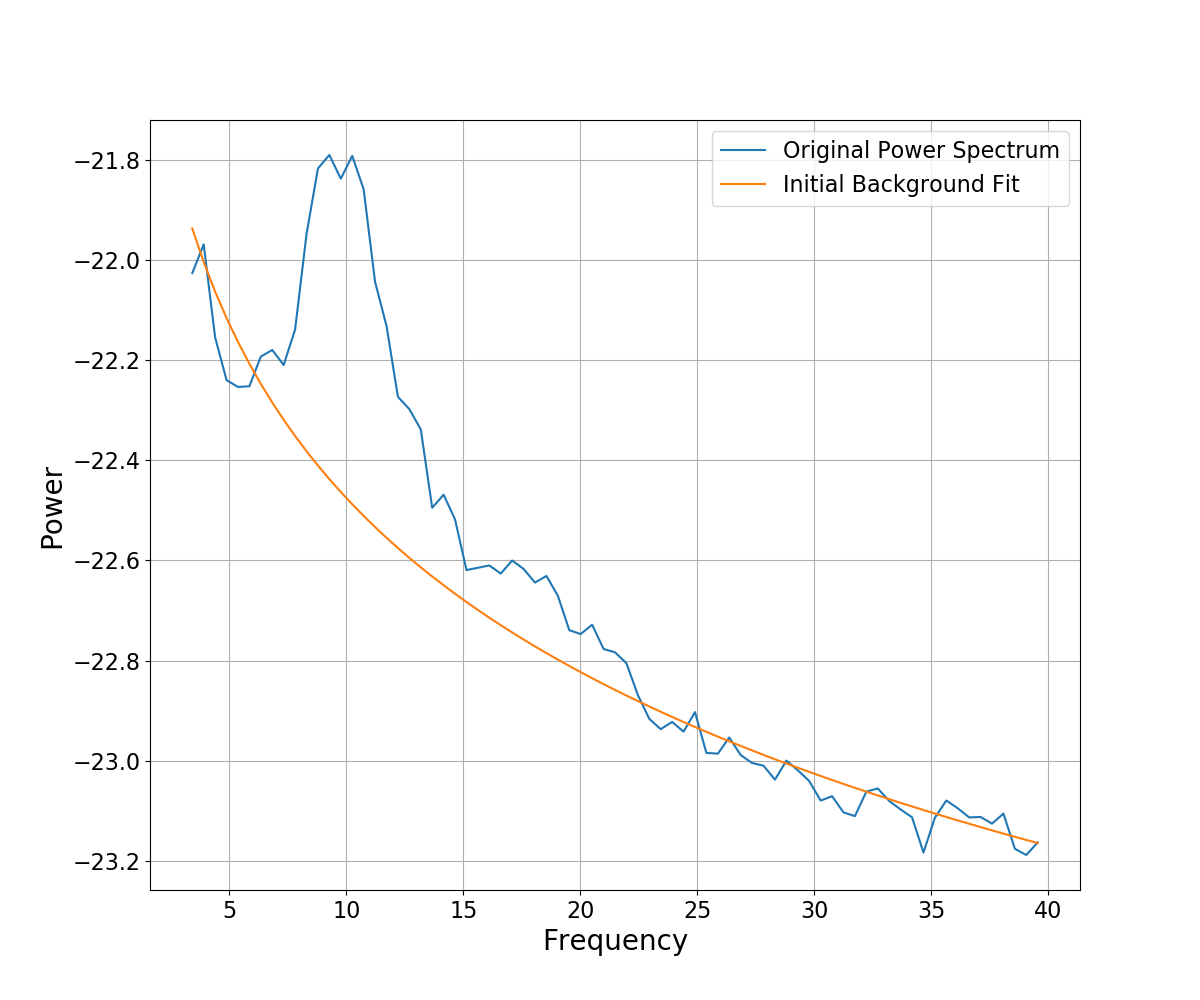 Original Power Spectrum
Initial Background Fit
Power
−21.8
−22.0
−22.2
−22.4
−22.6
−22.8
−23.0
−23.2
5 10 15 20 25 30 35 40
Frequency